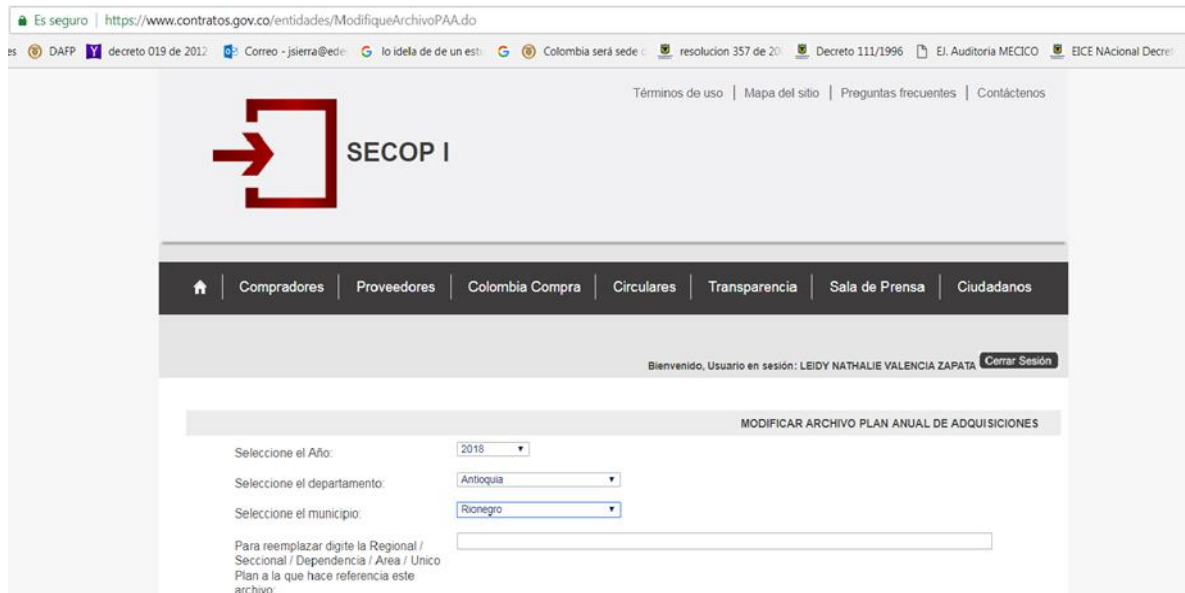 Es seguro | https://www.contratos.gov.co/entidades/ModifiqueArchivoPAA.do
es DAFP decreto 019 de 2012 Correo - jsierra@ede lo idela de de un est Colombia será sede resolucion 357 de 20 Decreto 111/1996 EJ. Auditoria MECICO EICE NAcional Decre
Términos de uso | Mapa del sitio | Preguntas frecuentes | Contáctenos
SECOP I
Compradores | Proveedores | Colombia Compra | Circulares | Transparencia | Sala de Prensa | Ciudadanos
Bienvenido, Usuario en sesión: LEIDY NATHALIE VALENCIA ZAPATA Cerrar Sesión
MODIFICAR ARCHIVO PLAN ANUAL DE ADQUISICIONES
Seleccione el Año: 2018
Seleccione el departamento: Antioquia
Seleccione el municipio: Rionegro
Para reemplazar digite la Regional /
Seccional / Dependencia / Area / Unico
Plan a la que hace referencia este
archivo: